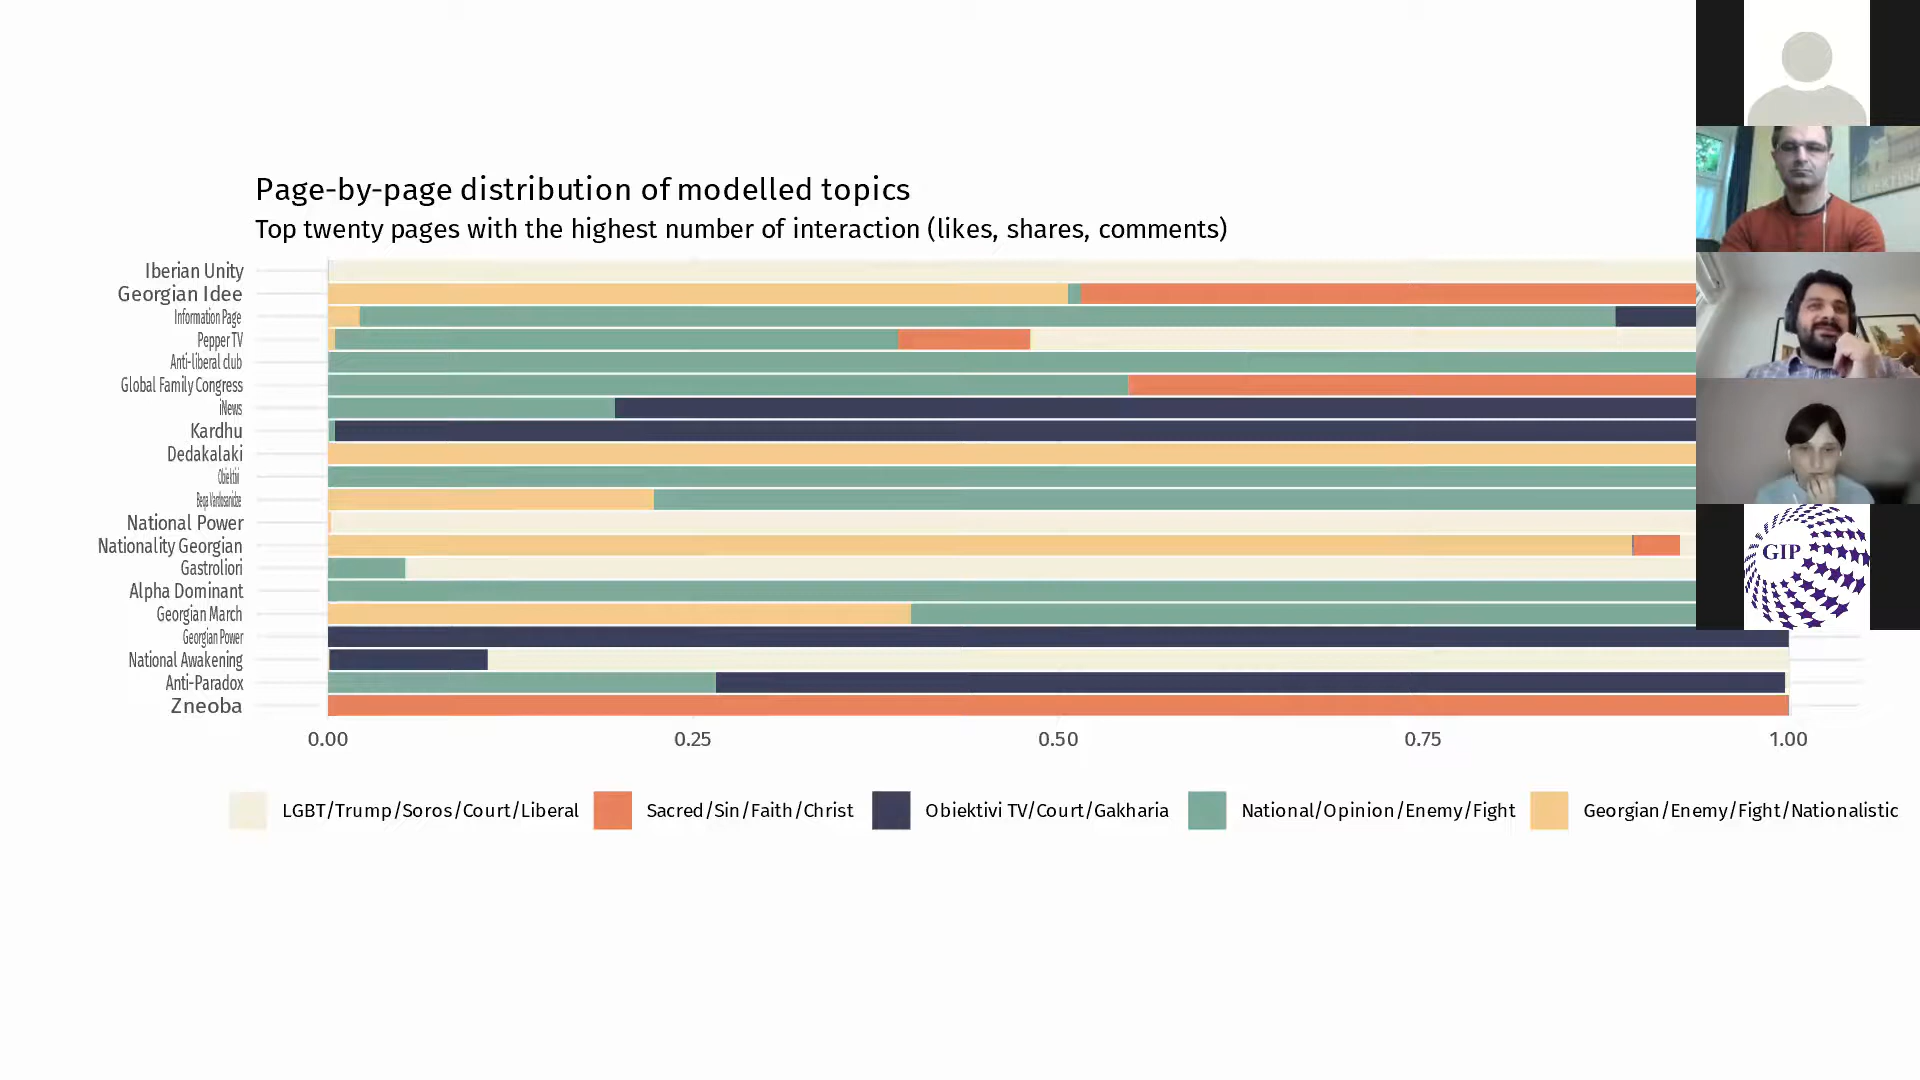 Page-by-page distribution of modelled topics
Top twenty pages with the highest number of interaction (likes, shares, comments)
Iberian Unity
Georgian Idee
Information Page
Pepper TV
Anti-liberal club
Global Family Congress
iNews
Kardhu
Dedakalaki
Obiektivi
National Power
Nationality Georgian
Gastroliori
Alpha Dominant
Georgian March
Georgian Power
National Awakening
Anti-Paradox
Zneoba
0.00 0.25 0.50 0.75 1.00
LGBT/Trump/Soros/Court/Liberal Sacred/Sin/Faith/Christ Obiektivi TV/Court/Gakharia National/Opinion/Enemy/Fight Georgian/Enemy/Fight/Nationalistic
GIP